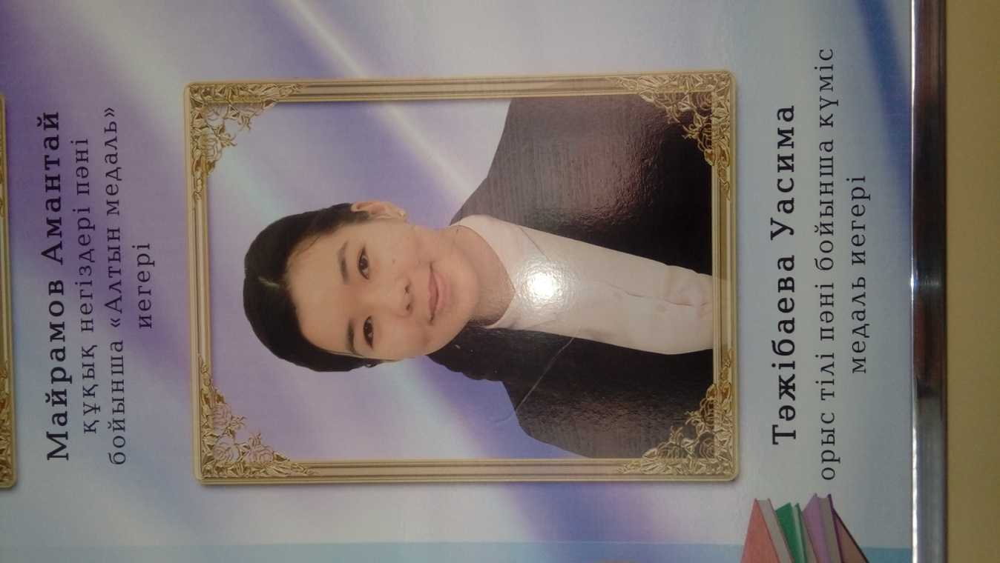 Майрамов Амантай
құқық негіздері пәні
бойынша «Алтын медаль»
иегері
Тәжібаева Уасима
орыс тілі пәні бойынша күміс
медаль иегері